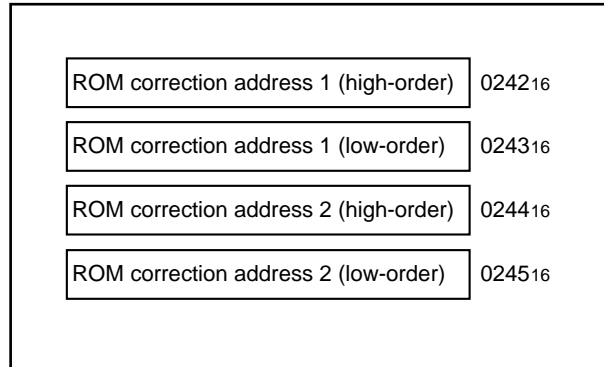 ROM correction address 1 (high-order) 0242₁₆
ROM correction address 1 (low-order) 0243₁₆
ROM correction address 2 (high-order) 0244₁₆
ROM correction address 2 (low-order) 0245₁₆